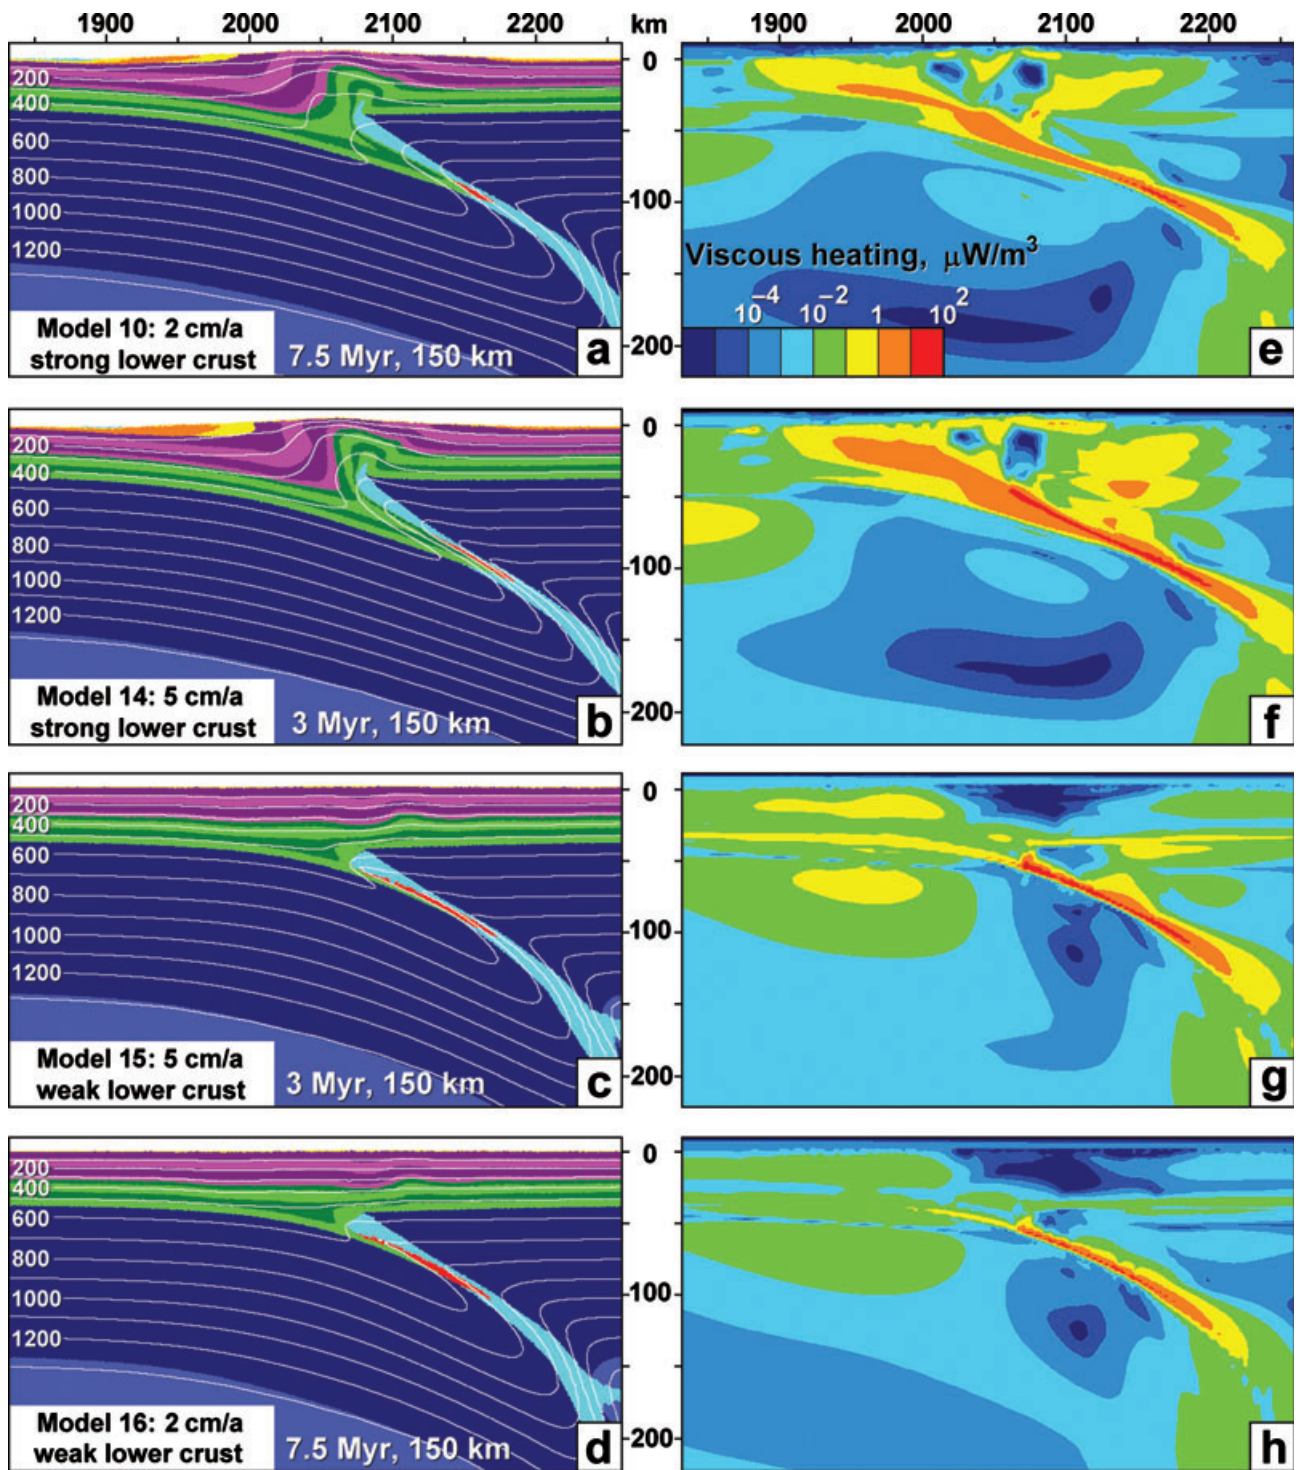 1900 2000 2100 2200 km 1900 2000 2100 2200
200
400
600
800
1000
1200
Model 10: 2 cm/a
strong lower crust
7.5 Myr, 150 km
a
0
100
200
Viscous heating, μW/m³
10⁻⁴ 10⁻² 1 10²
e
200
400
600
800
1000
1200
Model 14: 5 cm/a
strong lower crust
3 Myr, 150 km
b
0
100
200
f
200
400
600
800
1000
1200
Model 15: 5 cm/a
weak lower crust
3 Myr, 150 km
c
0
100
200
g
200
400
600
800
1000
1200
Model 16: 2 cm/a
weak lower crust
7.5 Myr, 150 km
d
0
100
200
h